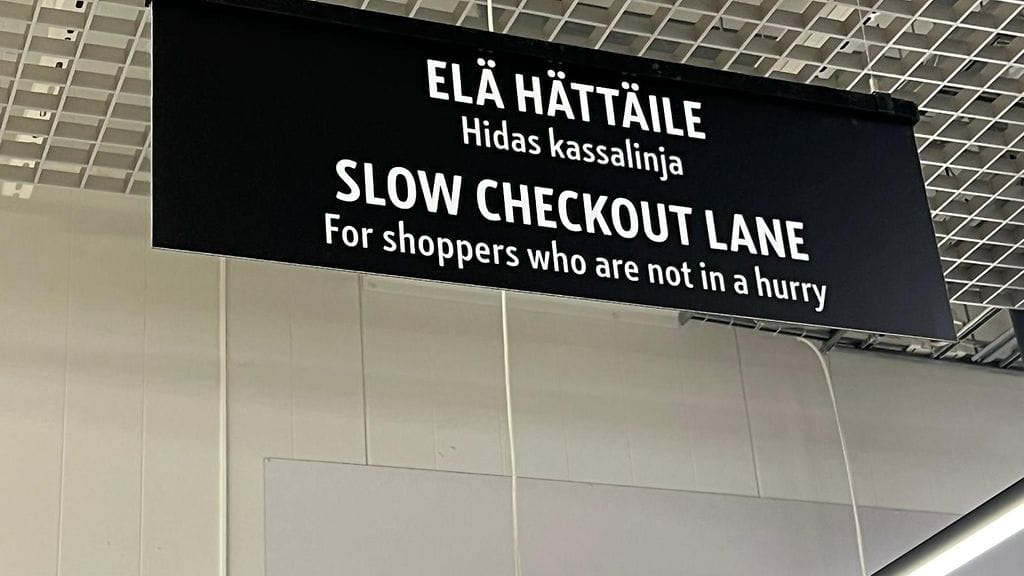 ELÄ HÄTTÄILE
Hidas kassalinja
SLOW CHECKOUT LANE
For shoppers who are not in a hurry